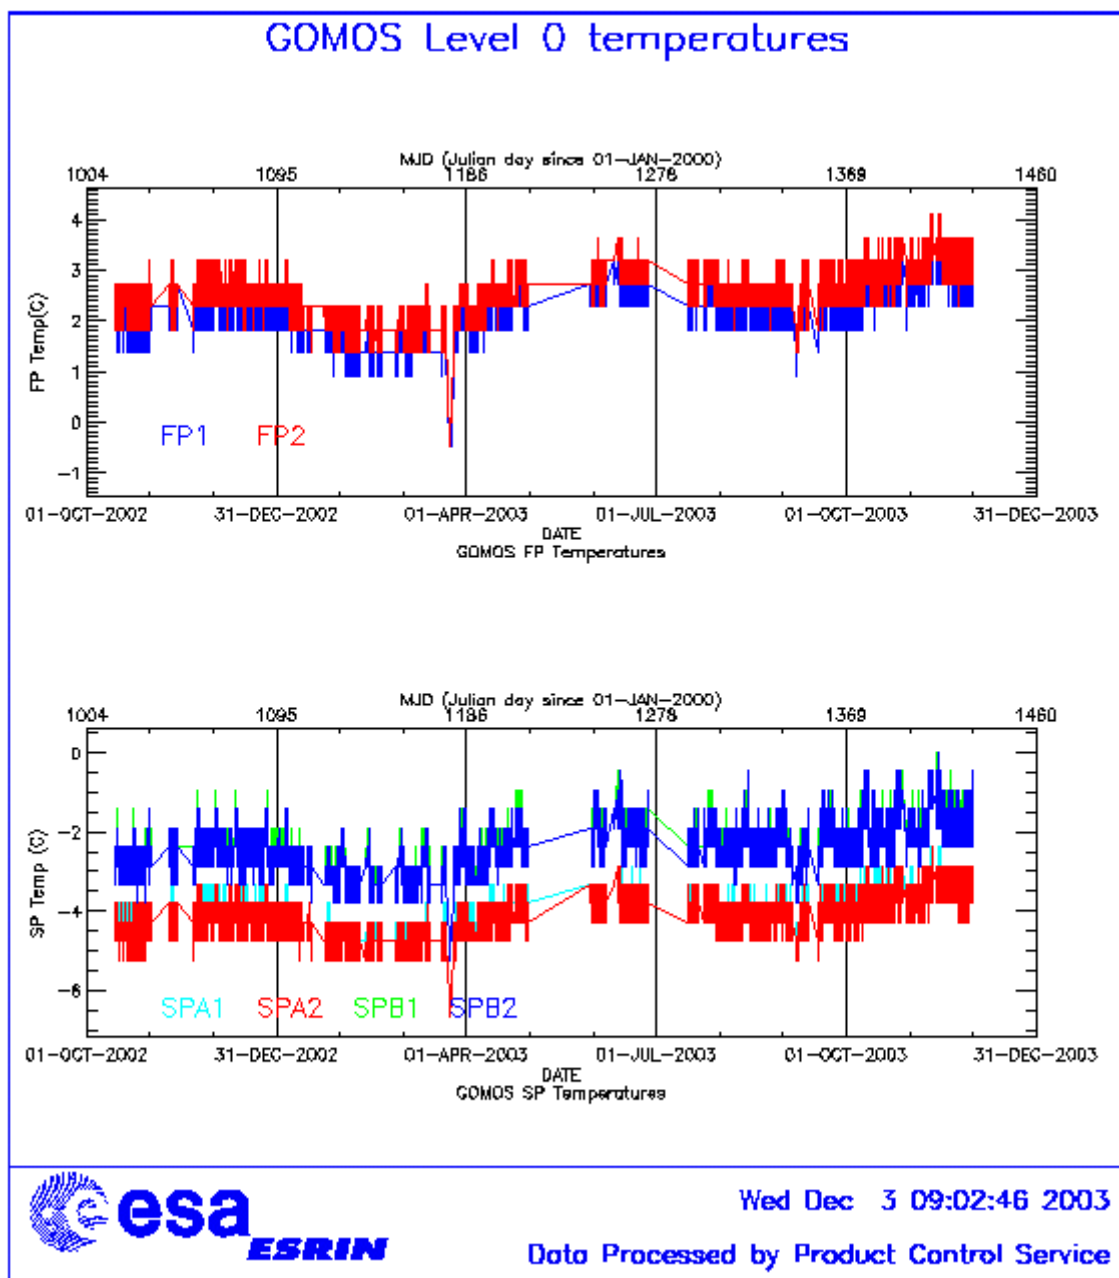 GOMOS Level 0 temperatures
MJD (Julian day since 01-JAN-2000)
1004 1095 1186 1278 1369 1460
4
3
2
1
0
-1
FP Temp(C)
FP1 FP2
01-OCT-2002 31-DEC-2002 01-APR-2003 01-JUL-2003 01-OCT-2003 31-DEC-2003
DATE
GOMOS FP Temperatures
MJD (Julian day since 01-JAN-2000)
1004 1095 1186 1278 1369 1460
0
-2
-4
-6
SP Temp (C)
SPA1 SPA2 SPB1 SPB2
01-OCT-2002 31-DEC-2002 01-APR-2003 01-JUL-2003 01-OCT-2003 31-DEC-2003
DATE
GOMOS SP Temperatures
esa
ESRIN
Wed Dec 3 09:02:46 2003
Data Processed by Product Control Service